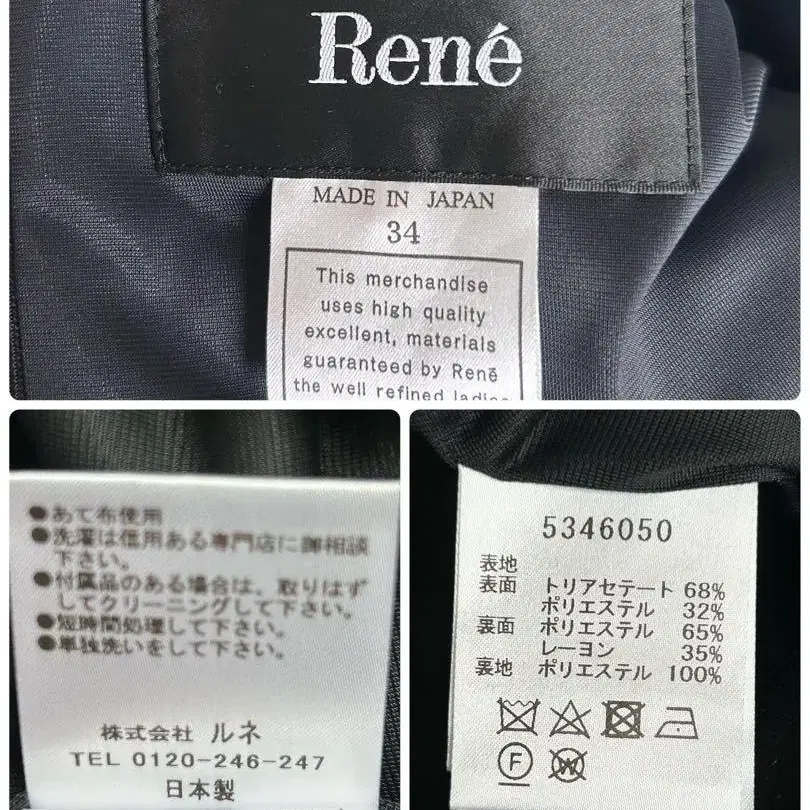 René
MADE IN JAPAN
34
This merchandise
uses high quality
excellent, materials
guaranteed by René
the well refined
●あて布使用
●洗濯は信用ある専門店に御相談
下さい。
●付属品のある場合は、取りはず
してクリーニングして下さい。
●短時間処理して下さい。
●単独洗いをして下さい。
株式会社 ルネ
TEL 0120-246-247
日本製
5346050
表地
表面 トリアセテート 68%
ポリエステル 32%
裏面 ポリエステル 65%
レーヨン 35%
裏地 ポリエステル 100%
F
W